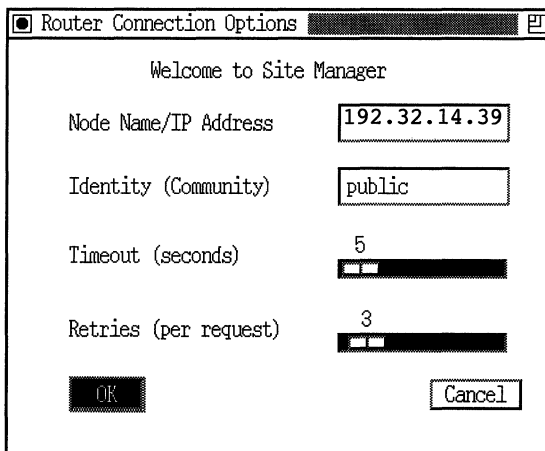 Router Connection Options
Welcome to Site Manager
Node Name/IP Address 192.32.14.39
Identity (Community) public
Timeout (seconds) 5
Retries (per request) 3
OK Cancel